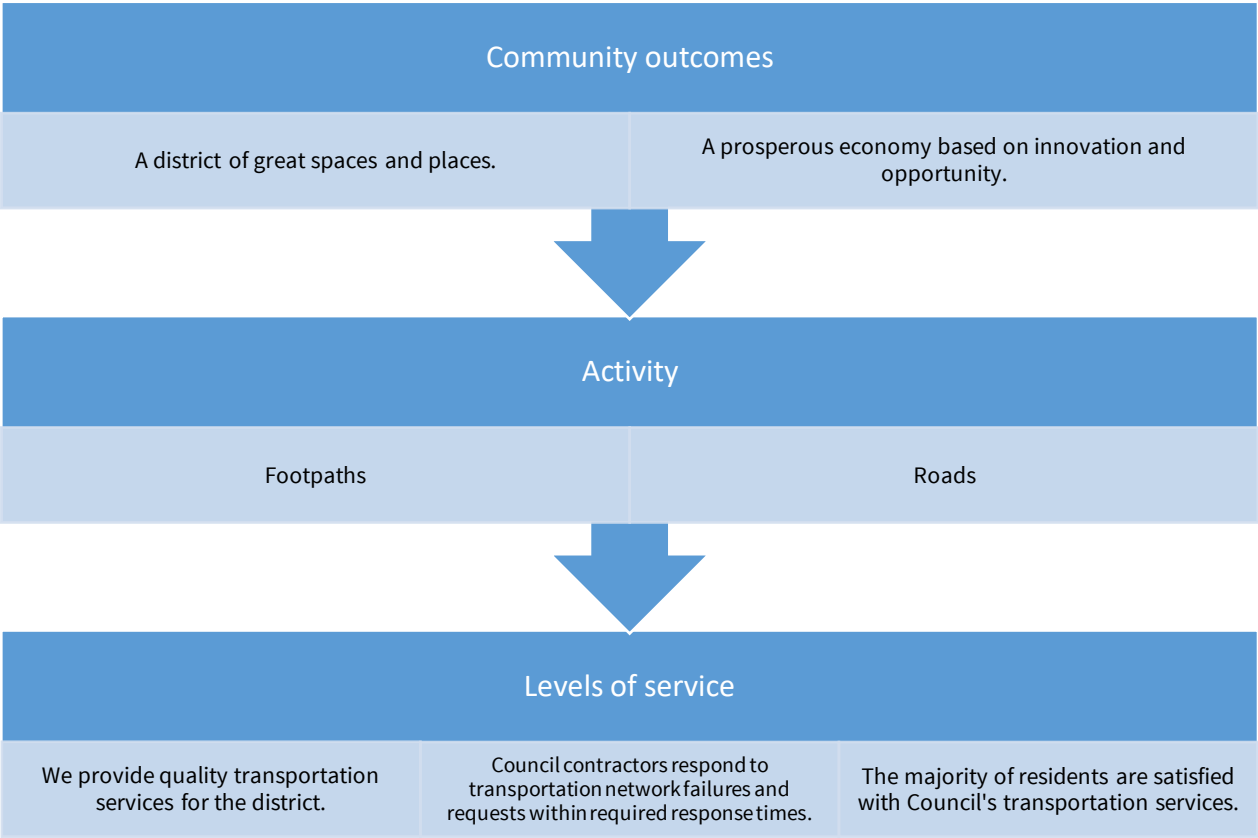 Community outcomes
A district of great spaces and places.
A prosperous economy based on innovation and
opportunity.
Activity
Footpaths
Roads
Levels of service
We provide quality transportation
services for the district.
Council contractors respond to
transportation network failures and
requests within required response times.
The majority of residents are satisfied
with Council's transportation services.